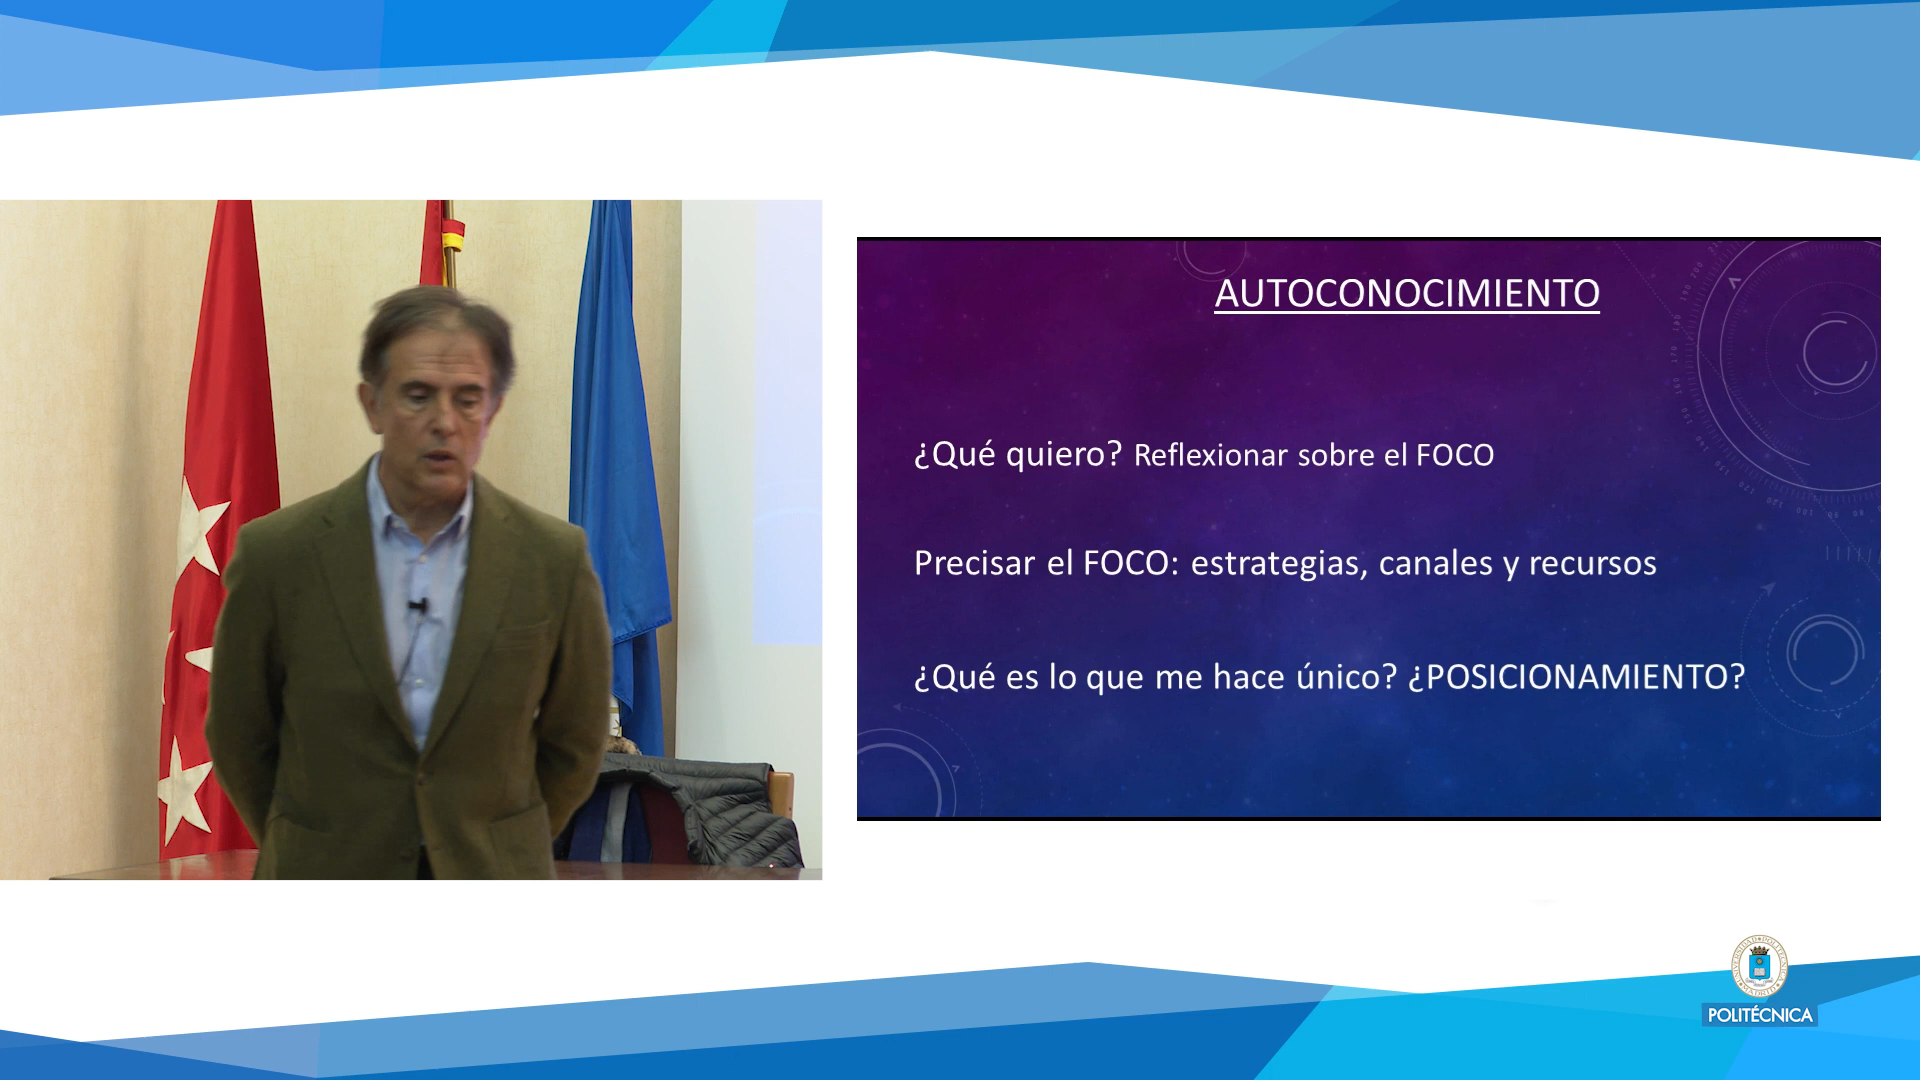 AUTOCONOCIMIENTO
¿Qué quiero? Reflexionar sobre el FOCO
Precisar el FOCO: estrategias, canales y recursos
¿Qué es lo que me hace único? ¿POSICIONAMIENTO?
POLITÉCNICA